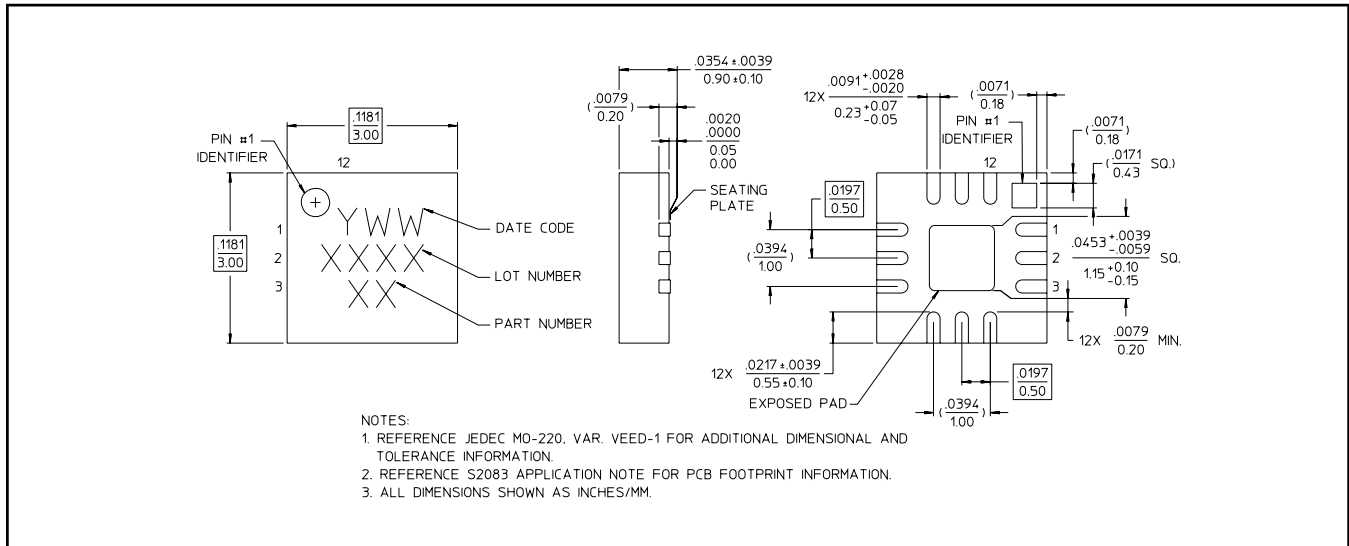 .1181
3.00
PIN #1
IDENTIFIER
12
.1181
3.00
1
2
3
YWW
XXXX
XX
DATE CODE
LOT NUMBER
PART NUMBER
.0354 ±.0039
0.90 ±0.10
(.0079
0.20)
.0020
.0000
0.05
0.00
SEATING
PLATE
12X .0091 +.0028
-.0020
0.23 +0.07
-0.05
(.0071
0.18)
PIN #1
IDENTIFIER
12
(.0071
0.18)
(.0171 SQ.)
0.43
.0197
0.50
(.0394
1.00)
1
2
3
.0453 +.0039
-.0059 SQ.
1.15 +0.10
-0.15
12X .0079 MIN.
0.20
12X .0217 ±.0039
0.55 ±0.10
EXPOSED PAD
.0197
0.50
(.0394)
1.00
NOTES:
1. REFERENCE JEDEC MO-220, VAR. VEED-1 FOR ADDITIONAL DIMENSIONAL AND
TOLERANCE INFORMATION.
2. REFERENCE S2083 APPLICATION NOTE FOR PCB FOOTPRINT INFORMATION.
3. ALL DIMENSIONS SHOWN AS INCHES/MM.